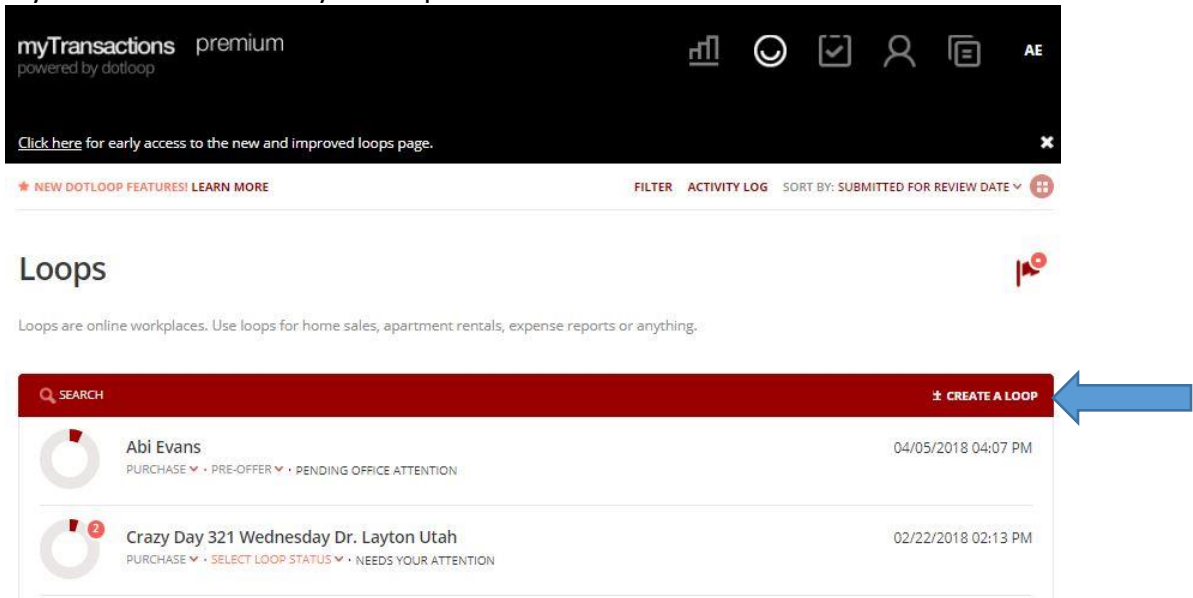 myTransactions premium
powered by dotloop
AE
Click here for early access to the new and improved loops page.
NEW DOTLOOP FEATURES! LEARN MORE FILTER ACTIVITY LOG SORT BY: SUBMITTED FOR REVIEW DATE
Loops
Loops are online workplaces. Use loops for home sales, apartment rentals, expense reports or anything.
SEARCH CREATE A LOOP
Abi Evans 04/05/2018 04:07 PM
PURCHASE • PRE-OFFER • PENDING OFFICE ATTENTION
2
Crazy Day 321 Wednesday Dr. Layton Utah 02/22/2018 02:13 PM
PURCHASE • SELECT LOOP STATUS • NEEDS YOUR ATTENTION